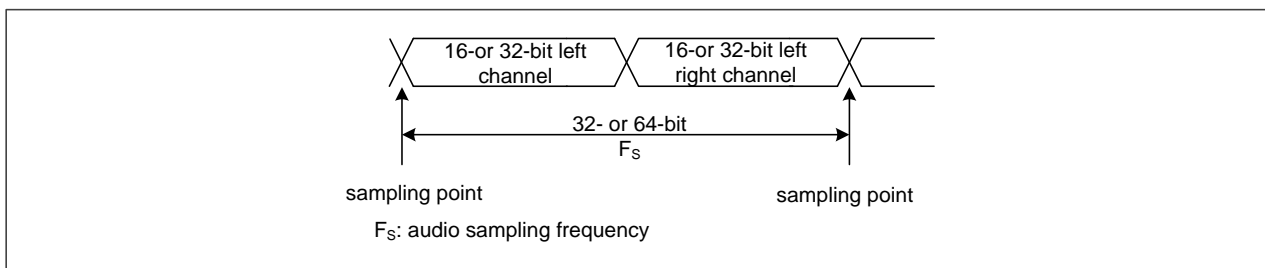 16-or 32-bit left
channel
16-or 32-bit left
right channel
32- or 64-bit
FS
sampling point
sampling point
FS: audio sampling frequency